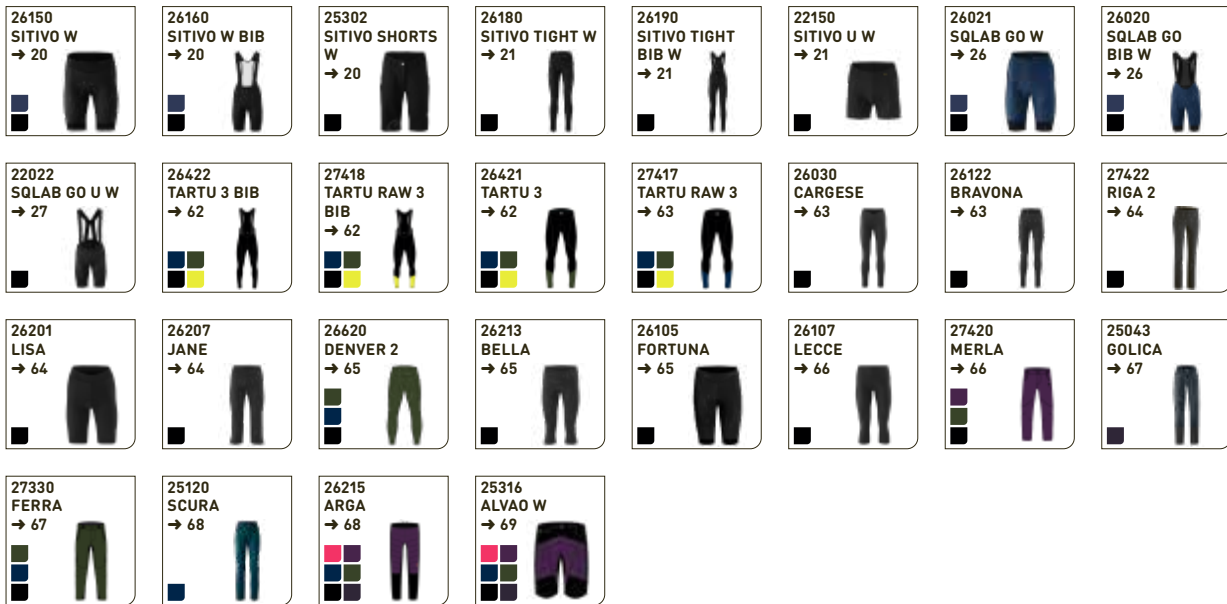 26150
SITIVO W
→ 20
26160
SITIVO W BIB
→ 20
25302
SITIVO SHORTS
W
→ 20
26180
SITIVO TIGHT W
→ 21
26190
SITIVO TIGHT
BIB W
→ 21
22150
SITIVO U W
→ 21
26021
SQLAB GO W
→ 26
26020
SQLAB GO
BIB W
→ 26
22022
SQLAB GO U W
→ 27
26422
TARTU 3 BIB
→ 62
27418
TARTU RAW 3
BIB
→ 62
26421
TARTU 3
→ 62
27417
TARTU RAW 3
→ 63
26030
CARGESE
→ 63
26122
BRAVONA
→ 63
27422
RIGA 2
→ 64
26201
LISA
→ 64
26207
JANE
→ 64
26620
DENVER 2
→ 65
26213
BELLA
→ 65
26105
FORTUNA
→ 65
26107
LECCE
→ 66
27420
MERLA
→ 66
25043
GOLICA
→ 67
27330
FERRA
→ 67
25120
SCURA
→ 68
26215
ARGA
→ 68
25316
ALVAO W
→ 69